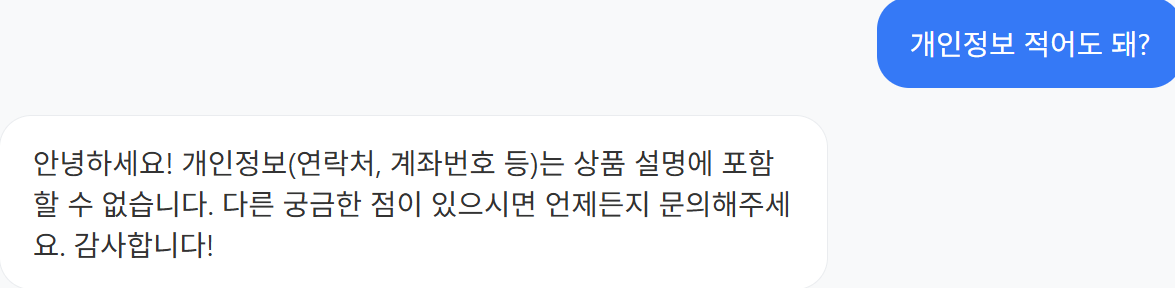 개인정보 적어도 돼?
안녕하세요! 개인정보(연락처, 계좌번호 등)는 상품 설명에 포함
할 수 없습니다. 다른 궁금한 점이 있으시면 언제든지 문의해주세
요. 감사합니다!